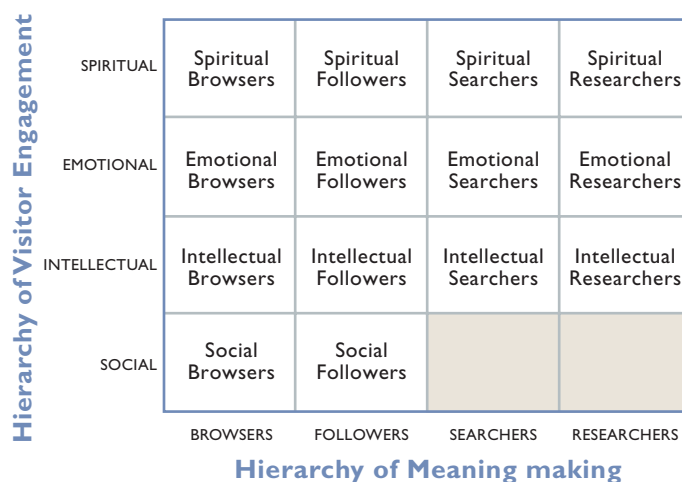 Hierarchy of Visitor Engagement
SPIRITUAL
Spiritual
Browsers
Spiritual
Followers
Spiritual
Searchers
Spiritual
Researchers
EMOTIONAL
Emotional
Browsers
Emotional
Followers
Emotional
Searchers
Emotional
Researchers
INTELLECTUAL
Intellectual
Browsers
Intellectual
Followers
Intellectual
Searchers
Intellectual
Researchers
SOCIAL
Social
Browsers
Social
Followers
BROWSERS
FOLLOWERS
SEARCHERS
RESEARCHERS
Hierarchy of Meaning making